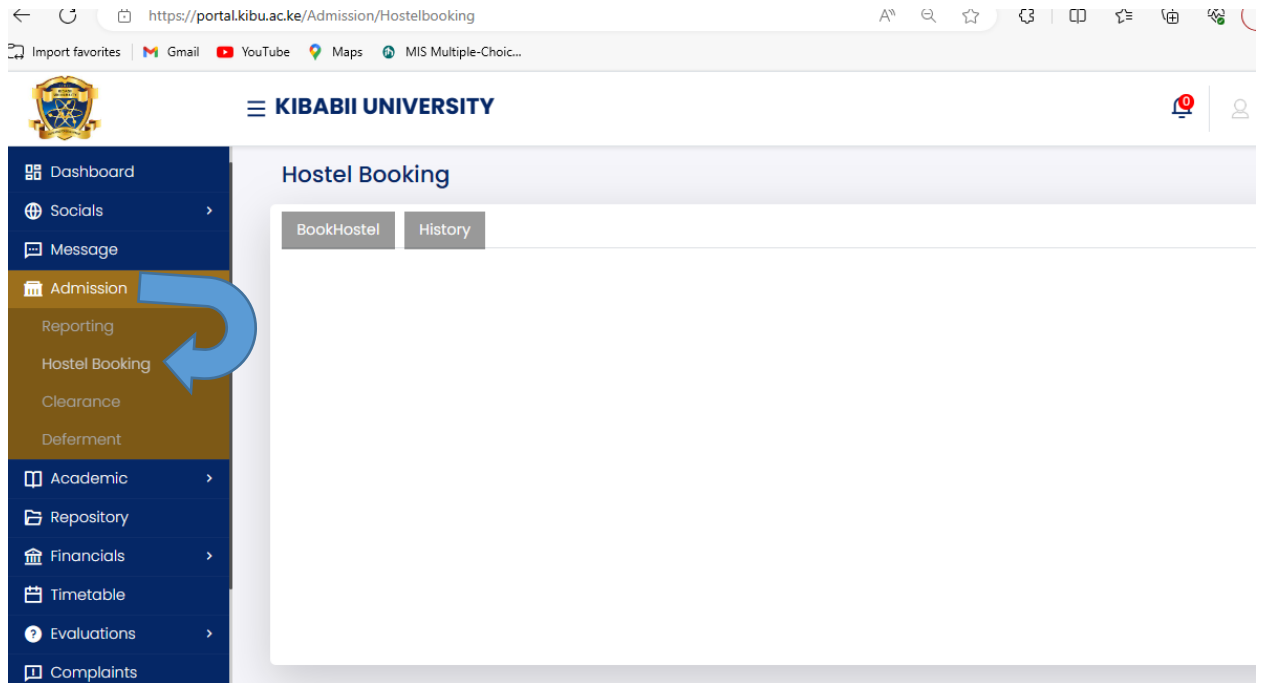 https://portal.kibu.ac.ke/Admission/Hostelbooking
Import favorites Gmail YouTube Maps MIS Multiple-Choic...
KIBABII UNIVERSITY
0
Dashboard
Hostel Booking
Socials
BookHostel History
Message
Admission
Reporting
Hostel Booking
Clearance
Deferment
Academic
Repository
Financials
Timetable
Evaluations
Complaints